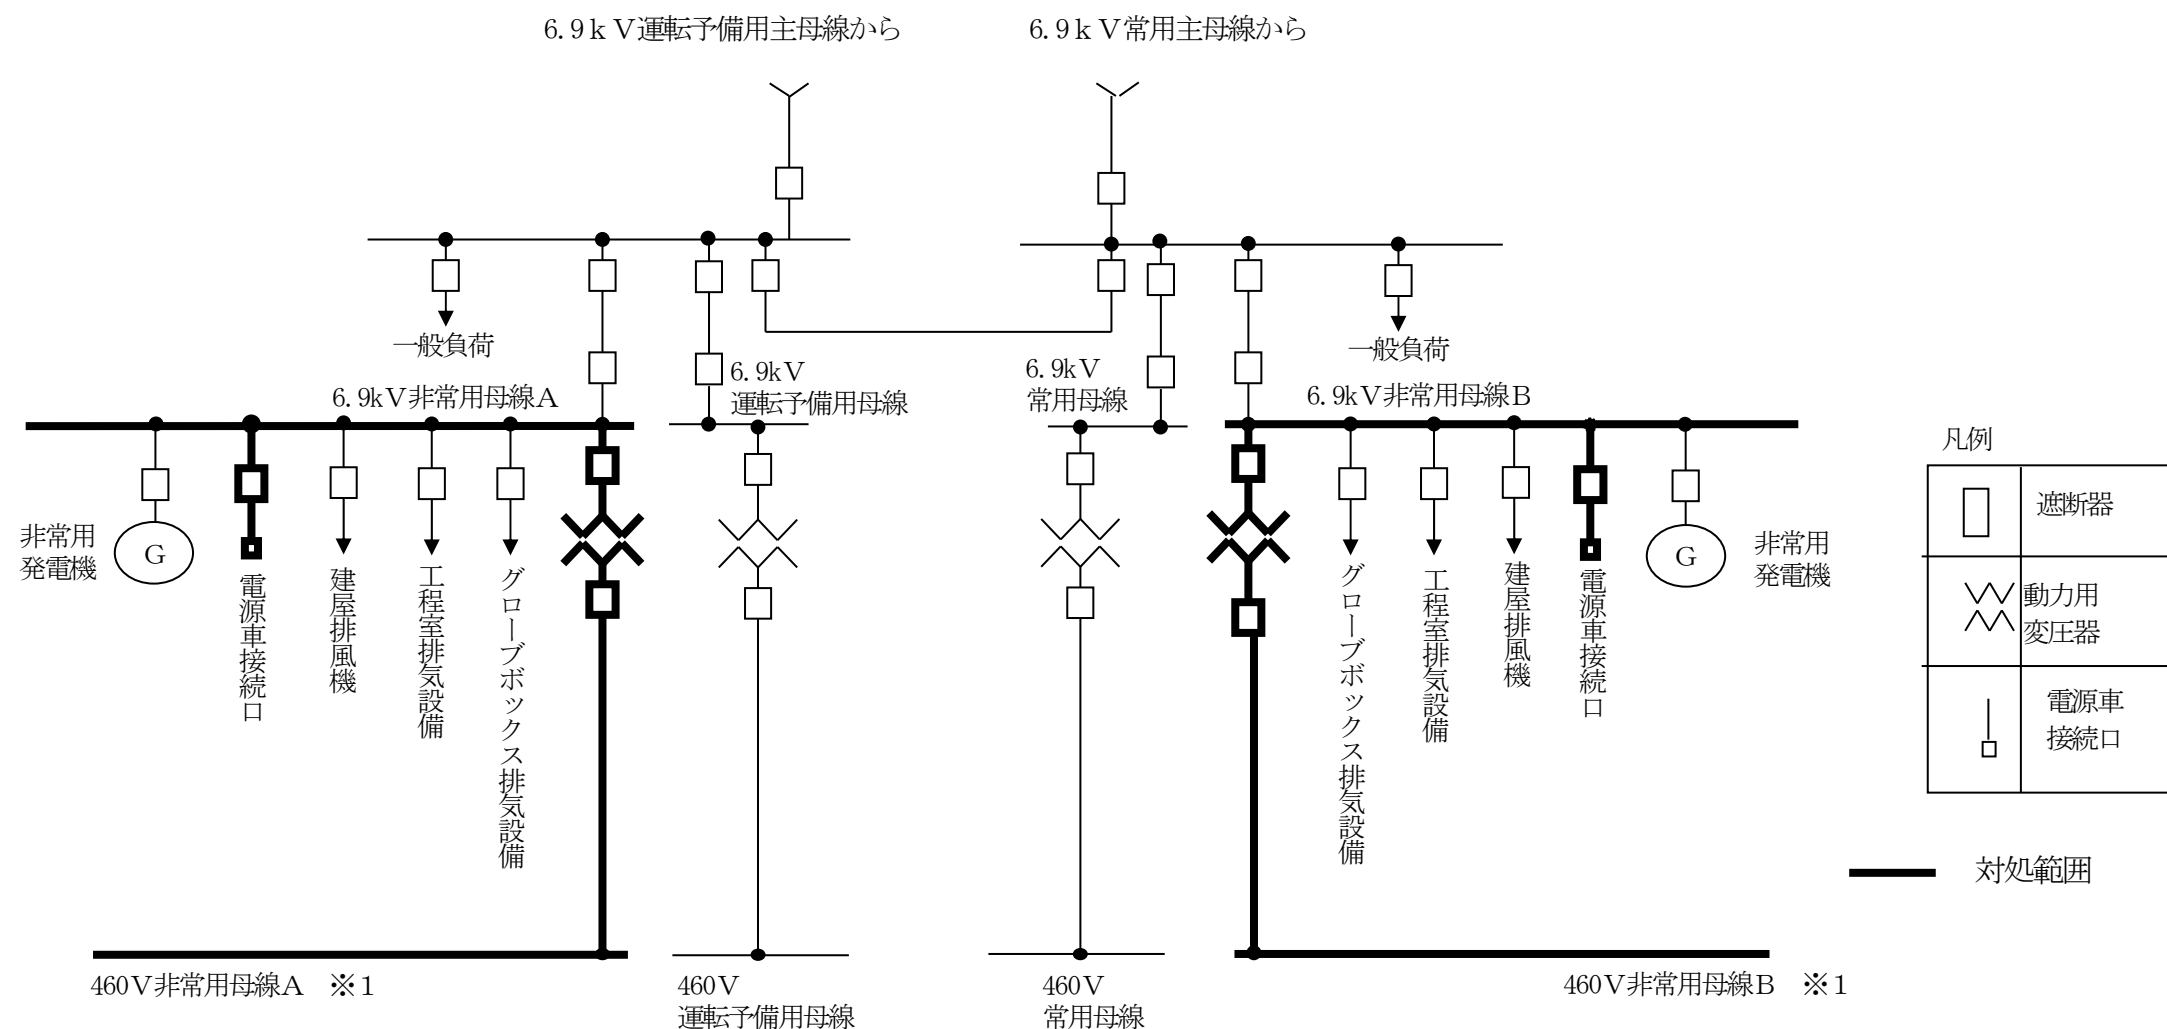 6.9kV運転予備用主母線から
6.9kV常用主母線から
一般負荷
一般負荷
6.9kV
運転予備用母線
6.9kV
常用母線
6.9kV非常用母線A
6.9kV非常用母線B
非常用
発電機
G
電源車接続口
建屋排風機
工程室排気設備
グローブボックス排気設備
グローブボックス排気設備
工程室排気設備
建屋排風機
電源車接続口
G
非常用
発電機
凡例
遮断器
動力用
変圧器
電源車
接続口
対処範囲
460V非常用母線A ※1
460V
運転予備用母線
460V
常用母線
460V非常用母線B ※1